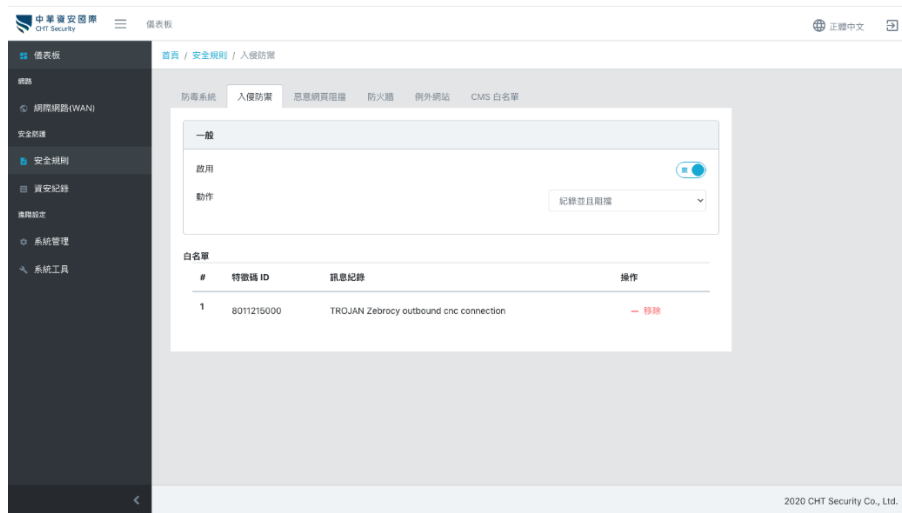 中華資安國際
CHT Security
儀表板
正體中文
儀表板
首頁 / 安全規則 / 入侵防禦
網路
網際網路(WAN)
安全防護
安全規則
資安紀錄
進階設定
系統管理
系統工具
防毒系統 入侵防禦 惡意網頁阻擋 防火牆 例外網站 CMS 白名單
一般
啟用
動作 紀錄並且阻擋
白名單
# 特徵碼 ID 訊息紀錄 操作
1 8011215000 TROJAN Zebrocy outbound cnc connection — 移除
2020 CHT Security Co., Ltd.